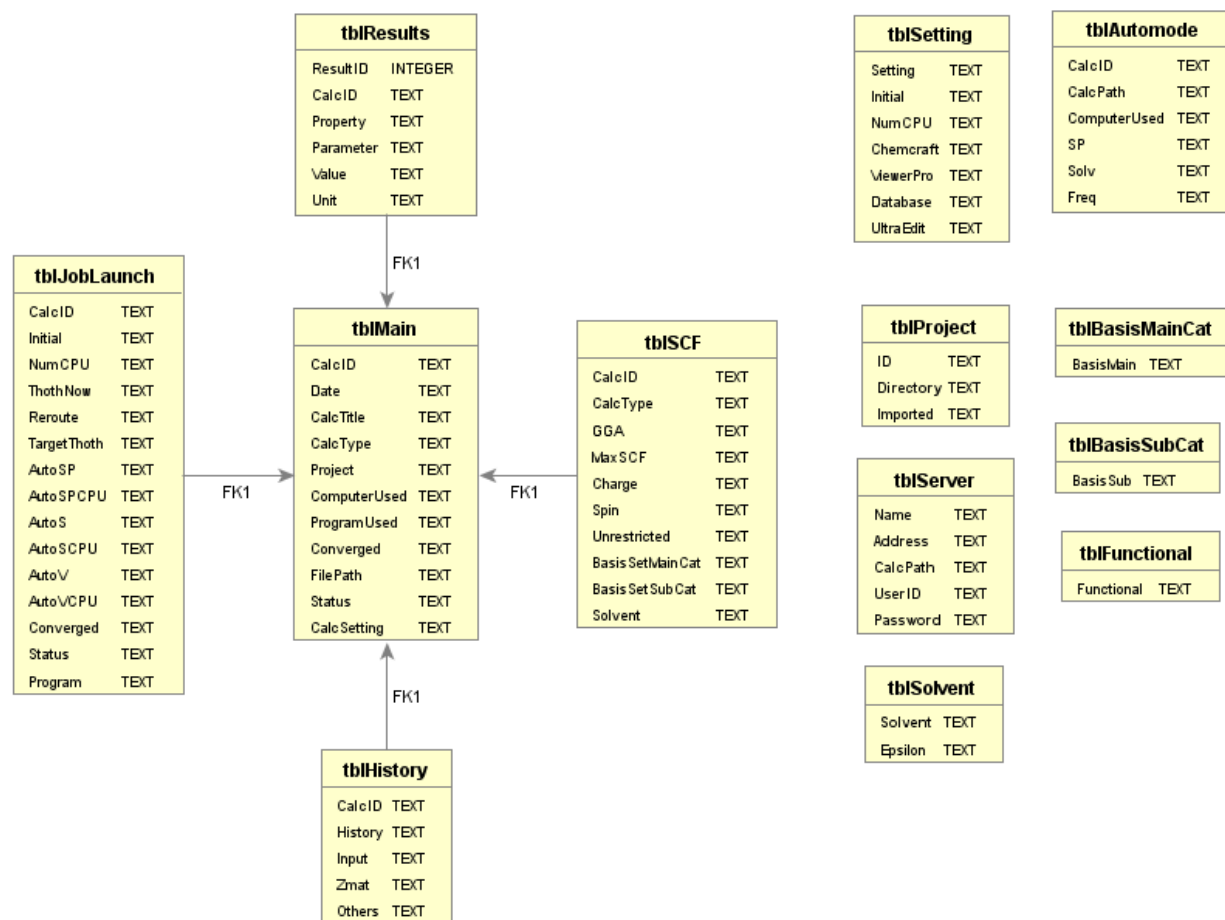 tblResults
ResultID INTEGER
CalcID TEXT
Property TEXT
Parameter TEXT
Value TEXT
Unit TEXT
FK1
tblJobLaunch
CalcID TEXT
Initial TEXT
NumCPU TEXT
ThothNow TEXT
Reroute TEXT
TargetThoth TEXT
AutoSP TEXT
AutoSPCPU TEXT
AutoS TEXT
AutoSCPU TEXT
AutoV TEXT
AutoVCPU TEXT
Converged TEXT
Status TEXT
Program TEXT
FK1
tblMain
CalcID TEXT
Date TEXT
CalcTitle TEXT
CalcType TEXT
Project TEXT
ComputerUsed TEXT
ProgramUsed TEXT
Converged TEXT
FilePath TEXT
Status TEXT
CalcSetting TEXT
FK1
tblSCF
CalcID TEXT
CalcType TEXT
GGA TEXT
MaxSCF TEXT
Charge TEXT
Spin TEXT
Unrestricted TEXT
BasisSetMainCat TEXT
BasisSetSubCat TEXT
Solvent TEXT
FK1
tblHistory
CalcID TEXT
History TEXT
Input TEXT
Zmat TEXT
Others TEXT
tblSetting
Setting TEXT
Initial TEXT
NumCPU TEXT
Chemcraft TEXT
ViewerPro TEXT
Database TEXT
UltraEdit TEXT
tblAutomode
CalcID TEXT
CalcPath TEXT
ComputerUsed TEXT
SP TEXT
Solv TEXT
Freq TEXT
tblProject
ID TEXT
Directory TEXT
Imported TEXT
tblBasisMainCat
BasisMain TEXT
tblBasisSubCat
BasisSub TEXT
tblServer
Name TEXT
Address TEXT
CalcPath TEXT
UserID TEXT
Password TEXT
tblFunctional
Functional TEXT
tblSolvent
Solvent TEXT
Epsilon TEXT